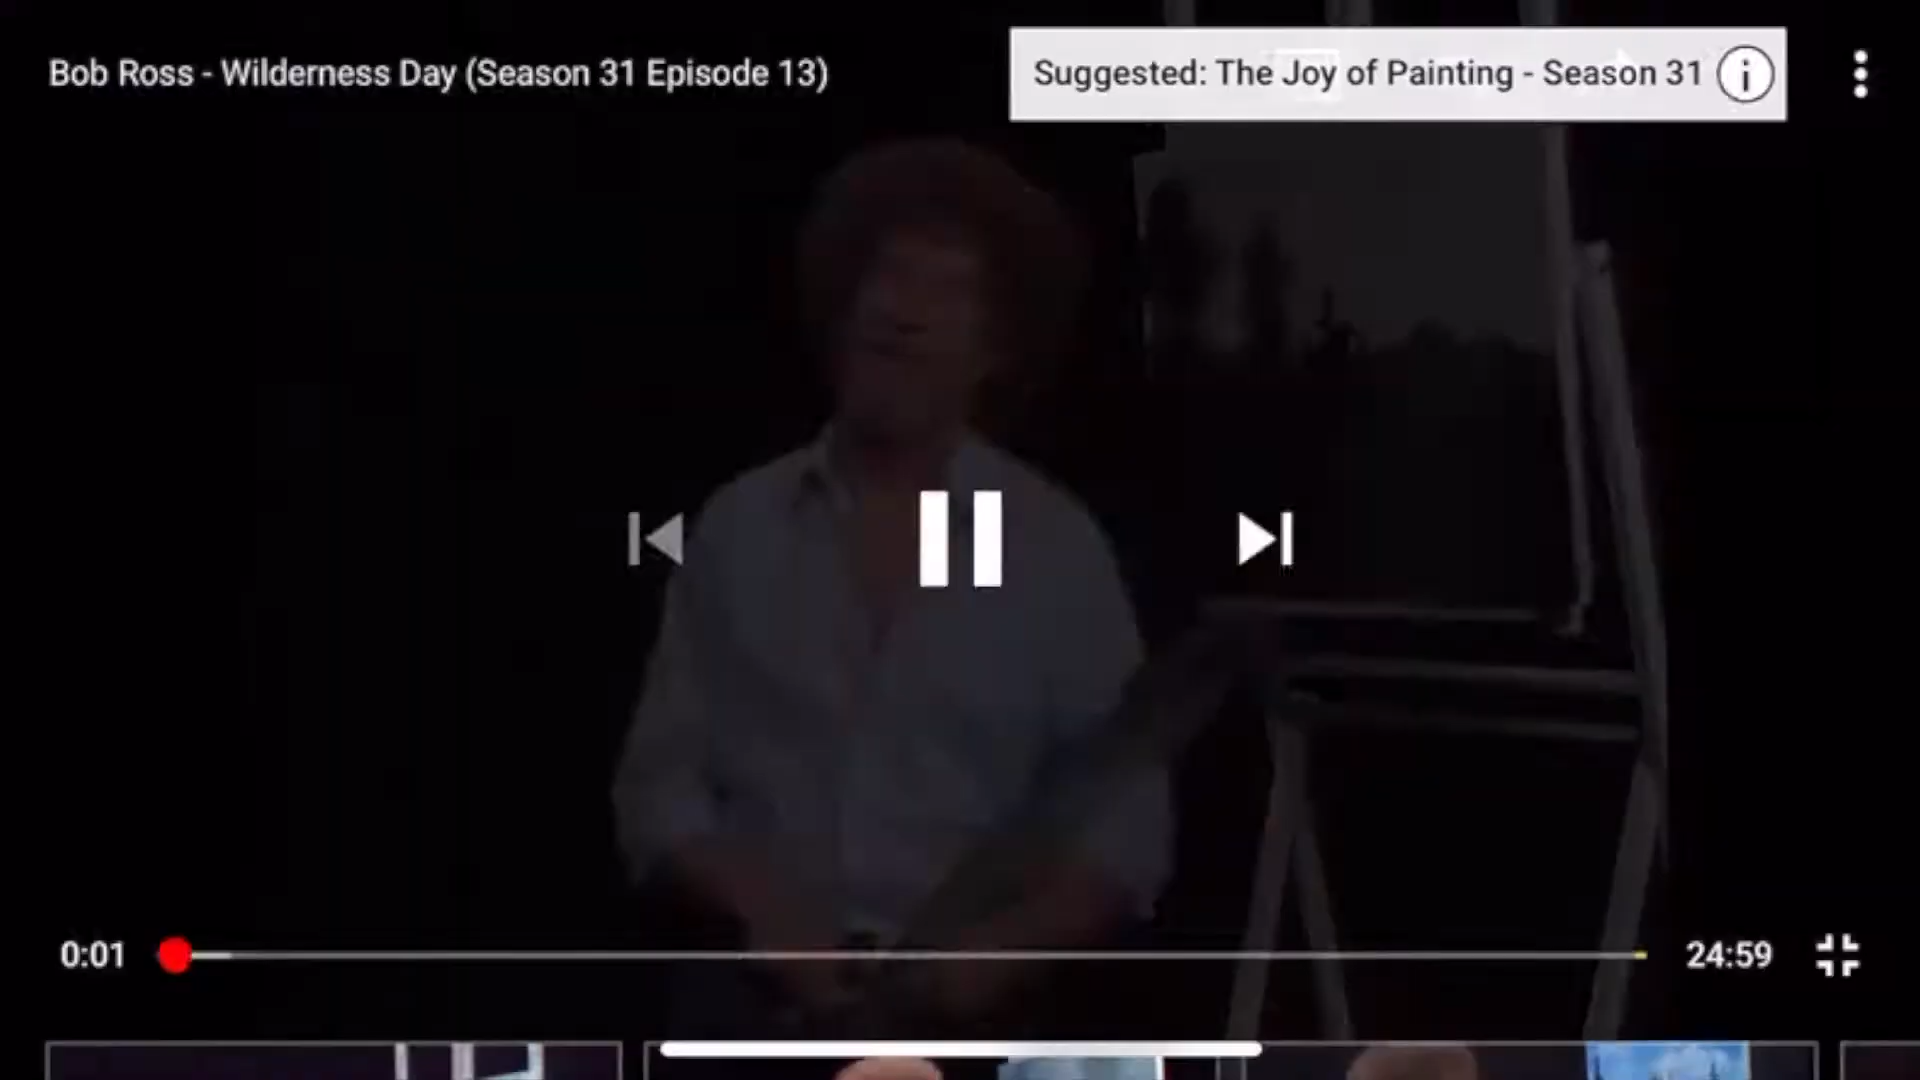 Bob Ross - Wilderness Day (Season 31 Episode 13)
Suggested: The Joy of Painting - Season 31
0:01
24:59